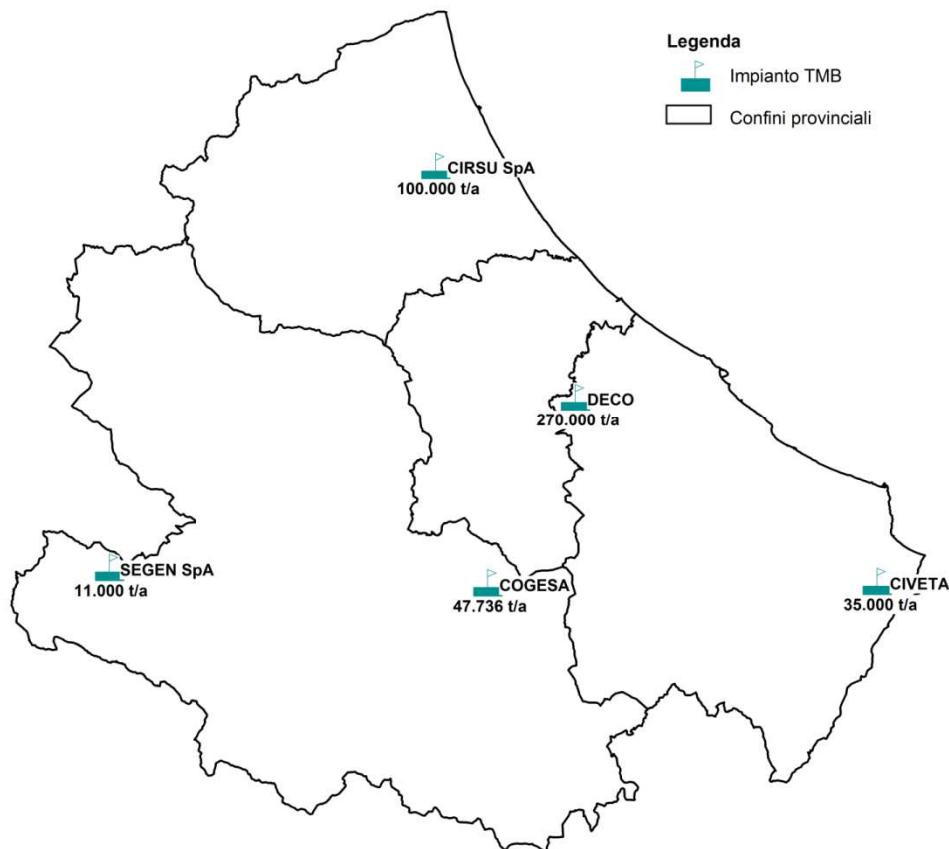 Legenda
Impianto TMB
Confini provinciali
CIRSU SpA
100.000 t/a
DECO
270.000 t/a
SEGEN SpA
11.000 t/a
COGESA
47.736 t/a
CIVETA
35.000 t/a